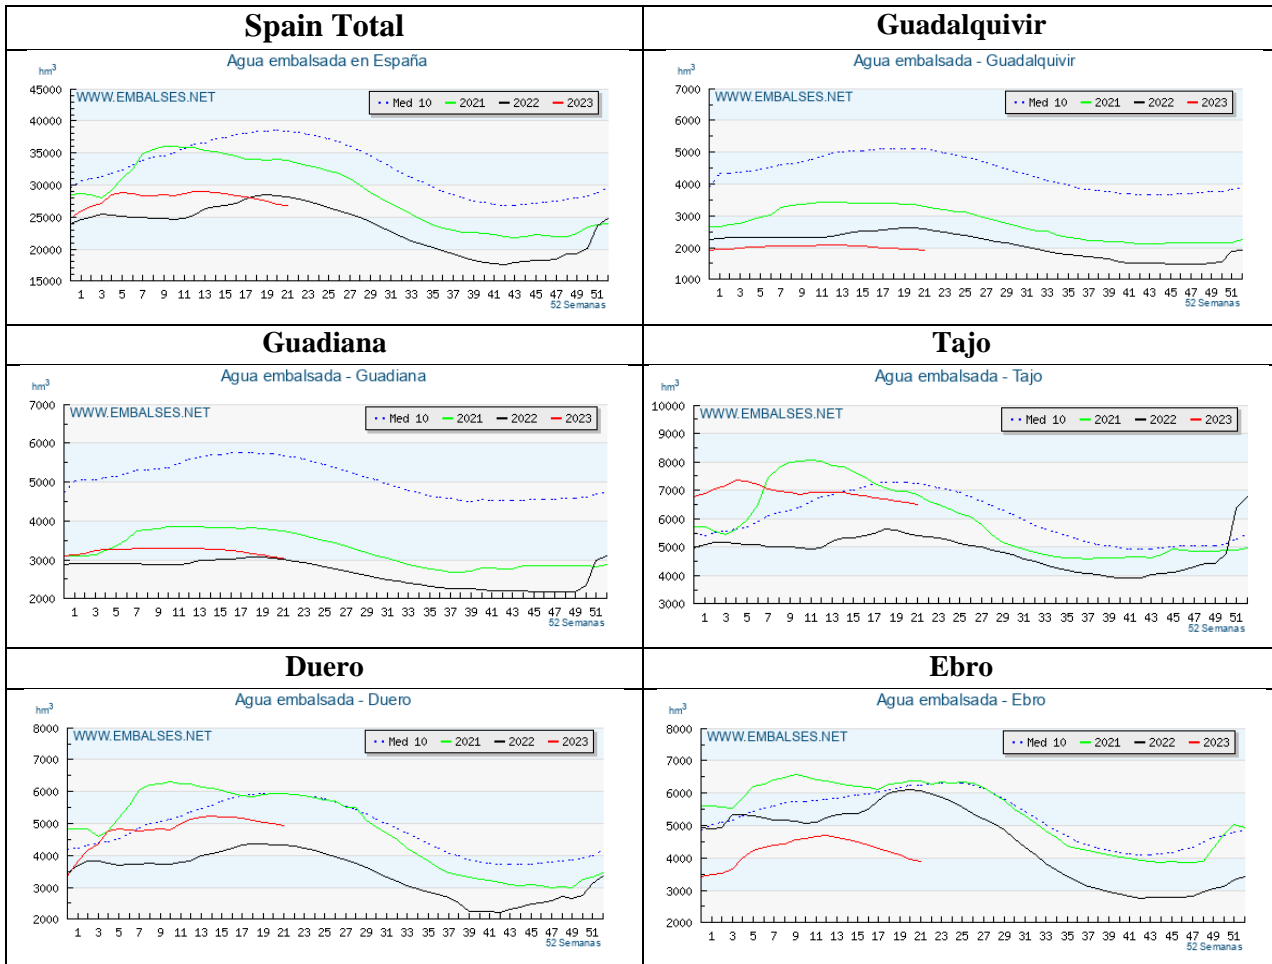 Spain Total
Agua embalsada en España
hm³
WWW.EMBALSES.NET
Med 10 2021 2022 2023
45000
40000
35000
30000
25000
20000
15000
1 3 5 7 9 11 13 15 17 19 21 23 25 27 29 31 33 35 37 39 41 43 45 47 49 51
52 Semanas
Guadalquivir
Agua embalsada - Guadalquivir
hm³
WWW.EMBALSES.NET
Med 10 2021 2022 2023
7000
6000
5000
4000
3000
2000
1000
1 3 5 7 9 11 13 15 17 19 21 23 25 27 29 31 33 35 37 39 41 43 45 47 49 51
52 Semanas
Guadiana
Agua embalsada - Guadiana
hm³
WWW.EMBALSES.NET
Med 10 2021 2022 2023
7000
6000
5000
4000
3000
2000
1 3 5 7 9 11 13 15 17 19 21 23 25 27 29 31 33 35 37 39 41 43 45 47 49 51
52 Semanas
Tajo
Agua embalsada - Tajo
hm³
WWW.EMBALSES.NET
Med 10 2021 2022 2023
10000
9000
8000
7000
6000
5000
4000
3000
1 3 5 7 9 11 13 15 17 19 21 23 25 27 29 31 33 35 37 39 41 43 45 47 49 51
52 Semanas
Duero
Agua embalsada - Duero
hm³
WWW.EMBALSES.NET
Med 10 2021 2022 2023
8000
7000
6000
5000
4000
3000
2000
1 3 5 7 9 11 13 15 17 19 21 23 25 27 29 31 33 35 37 39 41 43 45 47 49 51
52 Semanas
Ebro
Agua embalsada - Ebro
hm³
WWW.EMBALSES.NET
Med 10 2021 2022 2023
8000
7000
6000
5000
4000
3000
2000
1 3 5 7 9 11 13 15 17 19 21 23 25 27 29 31 33 35 37 39 41 43 45 47 49 51
52 Semanas